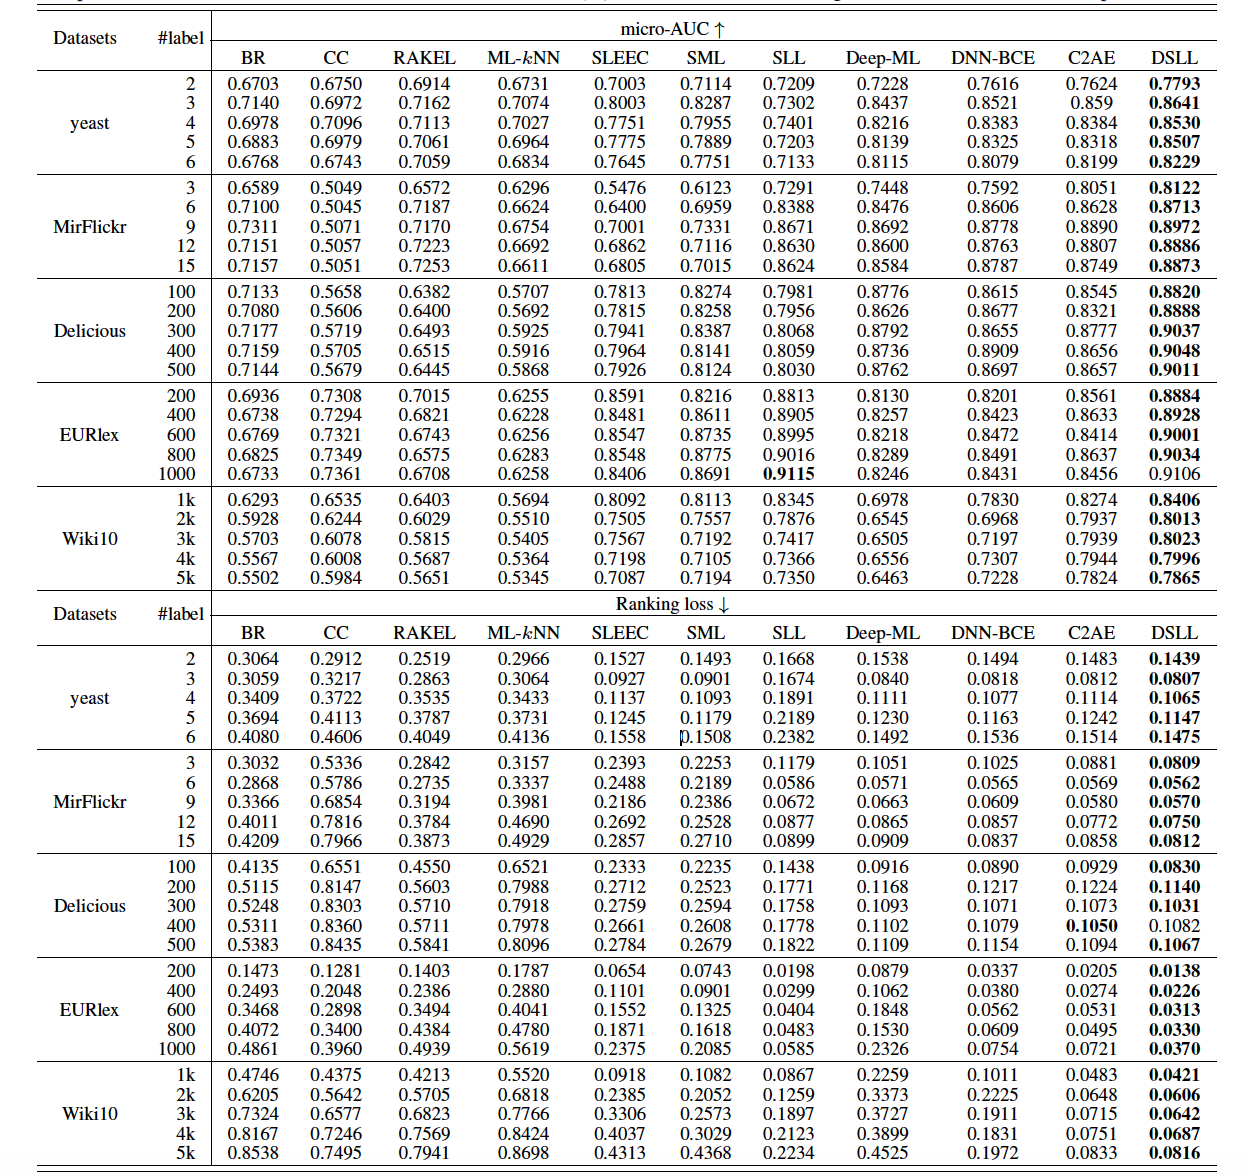 Datasets #label micro-AUC ↑
BR CC RAKEL ML-kNN SLEEC SML SLL Deep-ML DNN-BCE C2AE DSLL
2 0.6703 0.6750 0.6914 0.6731 0.7003 0.7114 0.7209 0.7228 0.7616 0.7624 0.7793
3 0.7140 0.6972 0.7162 0.7074 0.8003 0.8287 0.7302 0.8437 0.8521 0.859 0.8641
yeast 4 0.6978 0.7096 0.7113 0.7027 0.7751 0.7955 0.7401 0.8216 0.8383 0.8384 0.8530
5 0.6883 0.6979 0.7061 0.6964 0.7775 0.7889 0.7203 0.8139 0.8325 0.8318 0.8507
6 0.6768 0.6743 0.7059 0.6834 0.7645 0.7751 0.7133 0.8115 0.8079 0.8199 0.8229
3 0.6589 0.5049 0.6572 0.6296 0.5476 0.6123 0.7291 0.7448 0.7592 0.8051 0.8122
6 0.7100 0.5045 0.7187 0.6624 0.6400 0.6959 0.8388 0.8476 0.8606 0.8628 0.8713
MirFlickr 9 0.7311 0.5071 0.7170 0.6754 0.7001 0.7331 0.8671 0.8692 0.8778 0.8890 0.8972
12 0.7151 0.5057 0.7223 0.6692 0.6862 0.7116 0.8630 0.8600 0.8763 0.8807 0.8886
15 0.7157 0.5051 0.7253 0.6611 0.6805 0.7015 0.8624 0.8584 0.8787 0.8749 0.8873
100 0.7133 0.5658 0.6382 0.5707 0.7813 0.8274 0.7981 0.8776 0.8615 0.8545 0.8820
200 0.7080 0.5606 0.6400 0.5692 0.7815 0.8258 0.7956 0.8626 0.8677 0.8321 0.8888
Delicious 300 0.7177 0.5719 0.6493 0.5925 0.7941 0.8387 0.8068 0.8792 0.8655 0.8777 0.9037
400 0.7159 0.5705 0.6515 0.5916 0.7964 0.8141 0.8059 0.8736 0.8909 0.8656 0.9048
500 0.7144 0.5679 0.6445 0.5868 0.7926 0.8124 0.8030 0.8762 0.8697 0.8657 0.9011
200 0.6936 0.7308 0.7015 0.6255 0.8591 0.8216 0.8813 0.8130 0.8201 0.8561 0.8884
400 0.6738 0.7294 0.6821 0.6228 0.8481 0.8611 0.8905 0.8257 0.8423 0.8633 0.8928
EURlex 600 0.6769 0.7321 0.6743 0.6256 0.8547 0.8735 0.8995 0.8218 0.8472 0.8414 0.9001
800 0.6825 0.7349 0.6575 0.6283 0.8548 0.8775 0.9016 0.8289 0.8491 0.8637 0.9034
1000 0.6733 0.7361 0.6708 0.6258 0.8406 0.8691 0.9115 0.8246 0.8431 0.8456 0.9106
1k 0.6293 0.6535 0.6403 0.5694 0.8092 0.8113 0.8345 0.6978 0.7830 0.8274 0.8406
2k 0.5928 0.6244 0.6029 0.5510 0.7505 0.7557 0.7876 0.6545 0.6968 0.7937 0.8013
Wiki10 3k 0.5703 0.6078 0.5815 0.5405 0.7567 0.7192 0.7417 0.6505 0.7197 0.7939 0.8023
4k 0.5567 0.6008 0.5687 0.5364 0.7198 0.7105 0.7366 0.6556 0.7307 0.7944 0.7996
5k 0.5502 0.5984 0.5651 0.5345 0.7087 0.7194 0.7350 0.6463 0.7228 0.7824 0.7865
Datasets #label Ranking loss ↓
BR CC RAKEL ML-kNN SLEEC SML SLL Deep-ML DNN-BCE C2AE DSLL
2 0.3064 0.2912 0.2519 0.2966 0.1527 0.1493 0.1668 0.1538 0.1494 0.1483 0.1439
3 0.3059 0.3217 0.2863 0.3064 0.0927 0.0901 0.1674 0.0840 0.0818 0.0812 0.0807
yeast 4 0.3409 0.3722 0.3535 0.3433 0.1137 0.1093 0.1891 0.1111 0.1077 0.1114 0.1065
5 0.3694 0.4113 0.3787 0.3731 0.1245 0.1179 0.2189 0.1230 0.1163 0.1242 0.1147
6 0.4080 0.4606 0.4049 0.4136 0.1558 0.1508 0.2382 0.1492 0.1536 0.1514 0.1475
3 0.3032 0.5336 0.2842 0.3157 0.2393 0.2253 0.1179 0.1051 0.1025 0.0881 0.0809
6 0.2868 0.5786 0.2735 0.3337 0.2488 0.2189 0.0586 0.0571 0.0565 0.0569 0.0562
MirFlickr 9 0.3366 0.6854 0.3194 0.3981 0.2186 0.2386 0.0672 0.0663 0.0609 0.0580 0.0570
12 0.4011 0.7816 0.3784 0.4690 0.2692 0.2528 0.0877 0.0865 0.0857 0.0772 0.0750
15 0.4209 0.7966 0.3873 0.4929 0.2857 0.2710 0.0899 0.0909 0.0837 0.0858 0.0812
100 0.4135 0.6551 0.4550 0.6521 0.2333 0.2235 0.1438 0.0916 0.0890 0.0929 0.0830
200 0.5115 0.8147 0.5603 0.7988 0.2712 0.2523 0.1771 0.1168 0.1217 0.1224 0.1140
Delicious 300 0.5248 0.8303 0.5710 0.7918 0.2759 0.2594 0.1758 0.1093 0.1071 0.1073 0.1031
400 0.5311 0.8360 0.5711 0.7978 0.2661 0.2608 0.1778 0.1102 0.1079 0.1050 0.1082
500 0.5383 0.8435 0.5841 0.8096 0.2784 0.2679 0.1822 0.1109 0.1154 0.1094 0.1067
200 0.1473 0.1281 0.1403 0.1787 0.0654 0.0743 0.0198 0.0879 0.0337 0.0205 0.0138
400 0.2493 0.2048 0.2386 0.2880 0.1101 0.0901 0.0299 0.1062 0.0380 0.0274 0.0226
EURlex 600 0.3468 0.2898 0.3494 0.4041 0.1552 0.1325 0.0404 0.1848 0.0562 0.0531 0.0313
800 0.4072 0.3400 0.4384 0.4780 0.1871 0.1618 0.0483 0.1530 0.0609 0.0495 0.0330
1000 0.4861 0.3960 0.4939 0.5619 0.2375 0.2085 0.0585 0.2326 0.0754 0.0721 0.0370
1k 0.4746 0.4375 0.4213 0.5520 0.0918 0.1082 0.0867 0.2259 0.1011 0.0483 0.0421
2k 0.6205 0.5642 0.5705 0.6818 0.2385 0.2052 0.1259 0.3373 0.2225 0.0648 0.0606
Wiki10 3k 0.7324 0.6577 0.6823 0.7766 0.3306 0.2573 0.1897 0.3727 0.1911 0.0715 0.0642
4k 0.8167 0.7246 0.7569 0.8424 0.4037 0.3029 0.2123 0.3899 0.1831 0.0751 0.0687
5k 0.8538 0.7495 0.7941 0.8698 0.4313 0.4368 0.2234 0.4525 0.1972 0.0833 0.0816